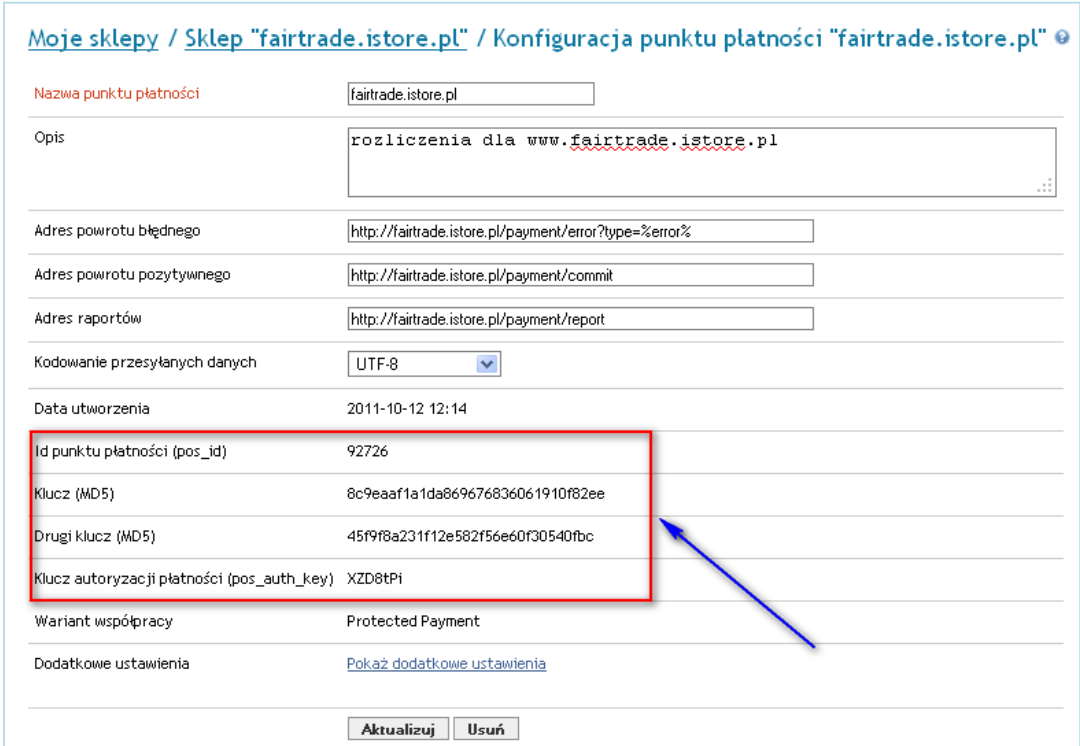 Moje sklepy / Sklep "fairtrade.istore.pl" / Konfiguracja punktu płatności "fairtrade.istore.pl"
Nazwa punktu płatności fairtrade.istore.pl
Opis rozliczenia dla www.fairtrade.istore.pl
Adres powrotu błędnego http://fairtrade.istore.pl/payment/error?type=%error%
Adres powrotu pozytywnego http://fairtrade.istore.pl/payment/commit
Adres raportów http://fairtrade.istore.pl/payment/report
Kodowanie przesyłanych danych UTF-8
Data utworzenia 2011-10-12 12:14
Id punktu płatności (pos_id) 92726
Klucz (MD5) 8c9eaaf1a1da869676836061910f82ee
Drugi klucz (MD5) 45f9f8a231f12e582f56e60f30540fbc
Klucz autoryzacji płatności (pos_auth_key) XZD8tPi
Wariant współpracy Protected Payment
Dodatkowe ustawienia Pokaż dodatkowe ustawienia
Aktualizuj Usuń